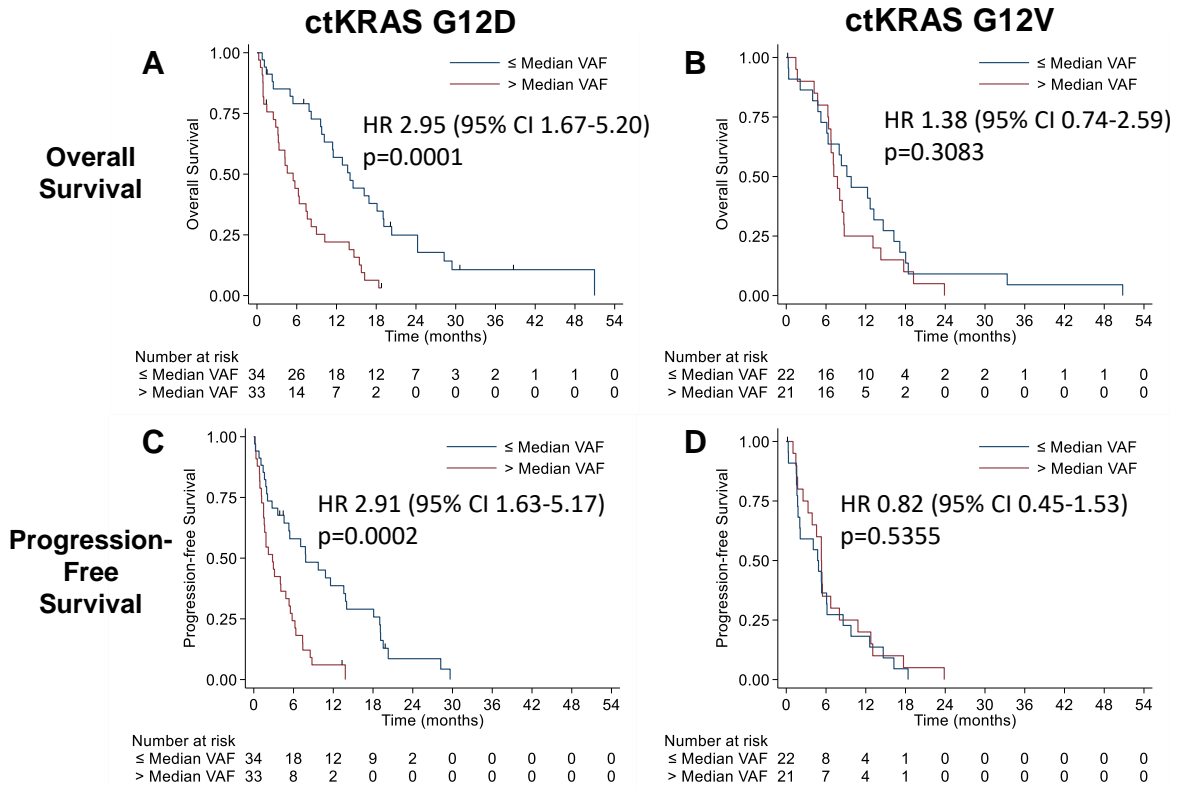 ctKRAS G12D
ctKRAS G12V
Overall
Survival
Progression-
Free
Survival
A
≤ Median VAF
> Median VAF
HR 2.95 (95% CI 1.67-5.20)
p=0.0001
Overall Survival
1.00
0.75
0.50
0.25
0.00
0 6 12 18 24 30 36 42 48 54
Time (months)
Number at risk
≤ Median VAF 34 26 18 12 7 3 2 1 1 0
> Median VAF 33 14 7 2 0 0 0 0 0 0
B
≤ Median VAF
> Median VAF
HR 1.38 (95% CI 0.74-2.59)
p=0.3083
Overall Survival
1.00
0.75
0.50
0.25
0.00
0 6 12 18 24 30 36 42 48 54
Time (months)
Number at risk
≤ Median VAF 22 16 10 4 2 2 1 1 1 0
> Median VAF 21 16 5 2 0 0 0 0 0 0
C
≤ Median VAF
> Median VAF
HR 2.91 (95% CI 1.63-5.17)
p=0.0002
Progression-free Survival
1.00
0.75
0.50
0.25
0.00
0 6 12 18 24 30 36 42 48 54
Time (months)
Number at risk
≤ Median VAF 34 18 12 9 2 0 0 0 0 0
> Median VAF 33 8 2 0 0 0 0 0 0 0
D
≤ Median VAF
> Median VAF
HR 0.82 (95% CI 0.45-1.53)
p=0.5355
Progression-free Survival
1.00
0.75
0.50
0.25
0.00
0 6 12 18 24 30 36 42 48 54
Time (months)
Number at risk
≤ Median VAF 22 8 4 1 0 0 0 0 0 0
> Median VAF 21 7 4 1 0 0 0 0 0 0